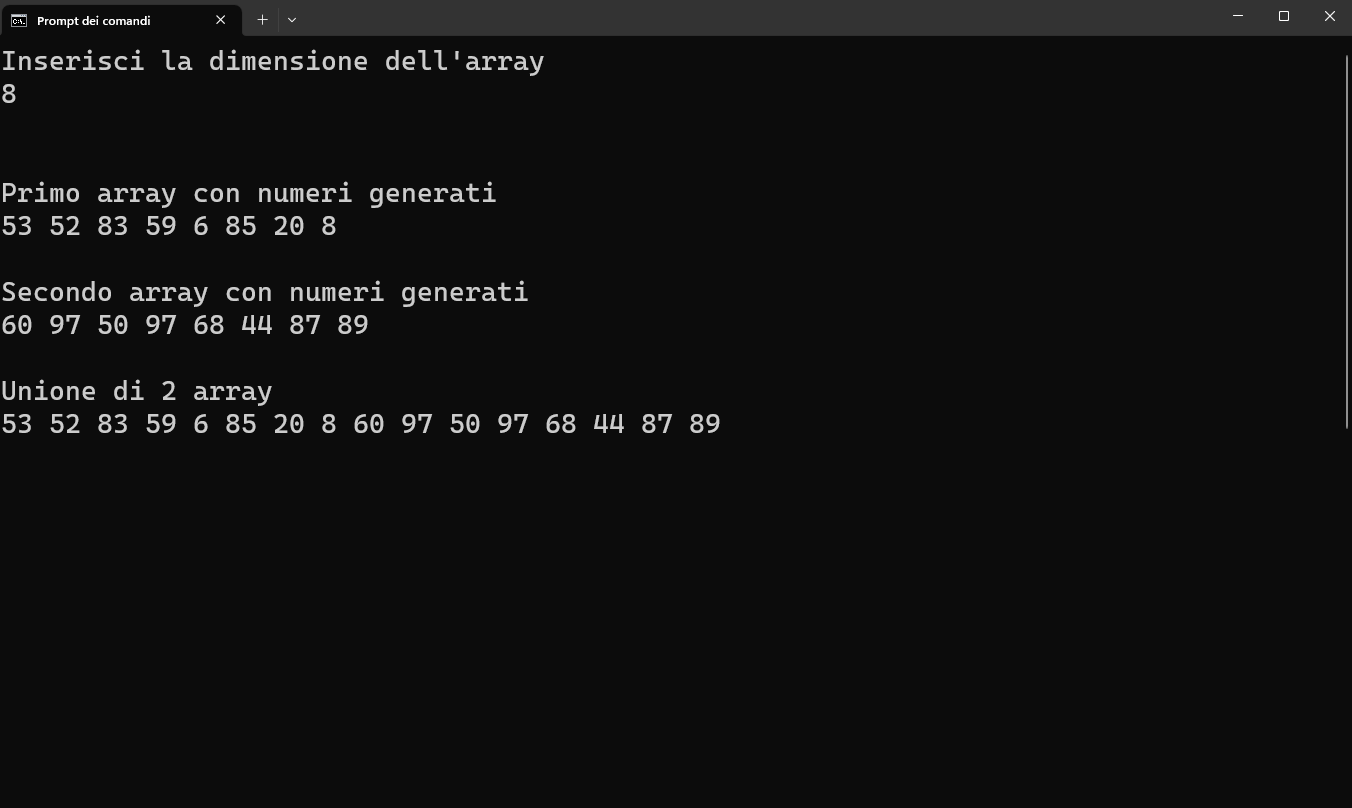 Prompt dei comandi
Inserisci la dimensione dell'array
8
Primo array con numeri generati
53 52 83 59 6 85 20 8
Secondo array con numeri generati
60 97 50 97 68 44 87 89
Unione di 2 array
53 52 83 59 6 85 20 8 60 97 50 97 68 44 87 89